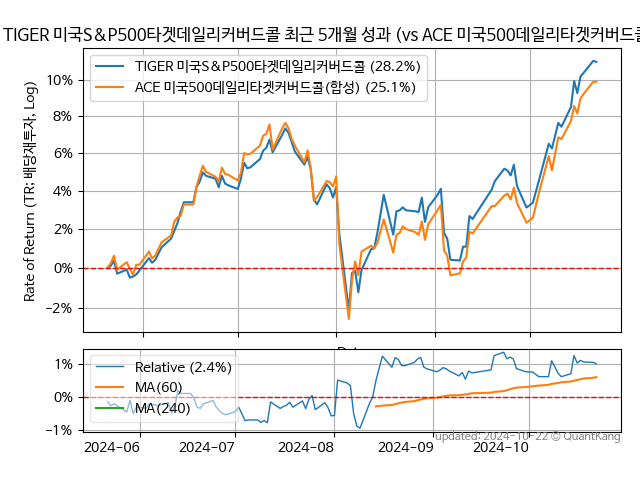 TIGER 미국S&P500타겟데일리커버드콜 최근 5개월 성과 (vs ACE 미국500데일리타겟커버드콜
TIGER 미국S&P500타겟데일리커버드콜 (28.2%)
ACE 미국500데일리타겟커버드콜(합성) (25.1%)
Rate of Return (TR: 배당재투자, Log)
10%
8%
6%
4%
2%
0%
−2%
Relative (2.4%)
MA(60)
MA(240)
1%
0%
−1%
2024-06 2024-07 2024-08 2024-09 2024-10
updated: 2024-10-22 © QuantKang